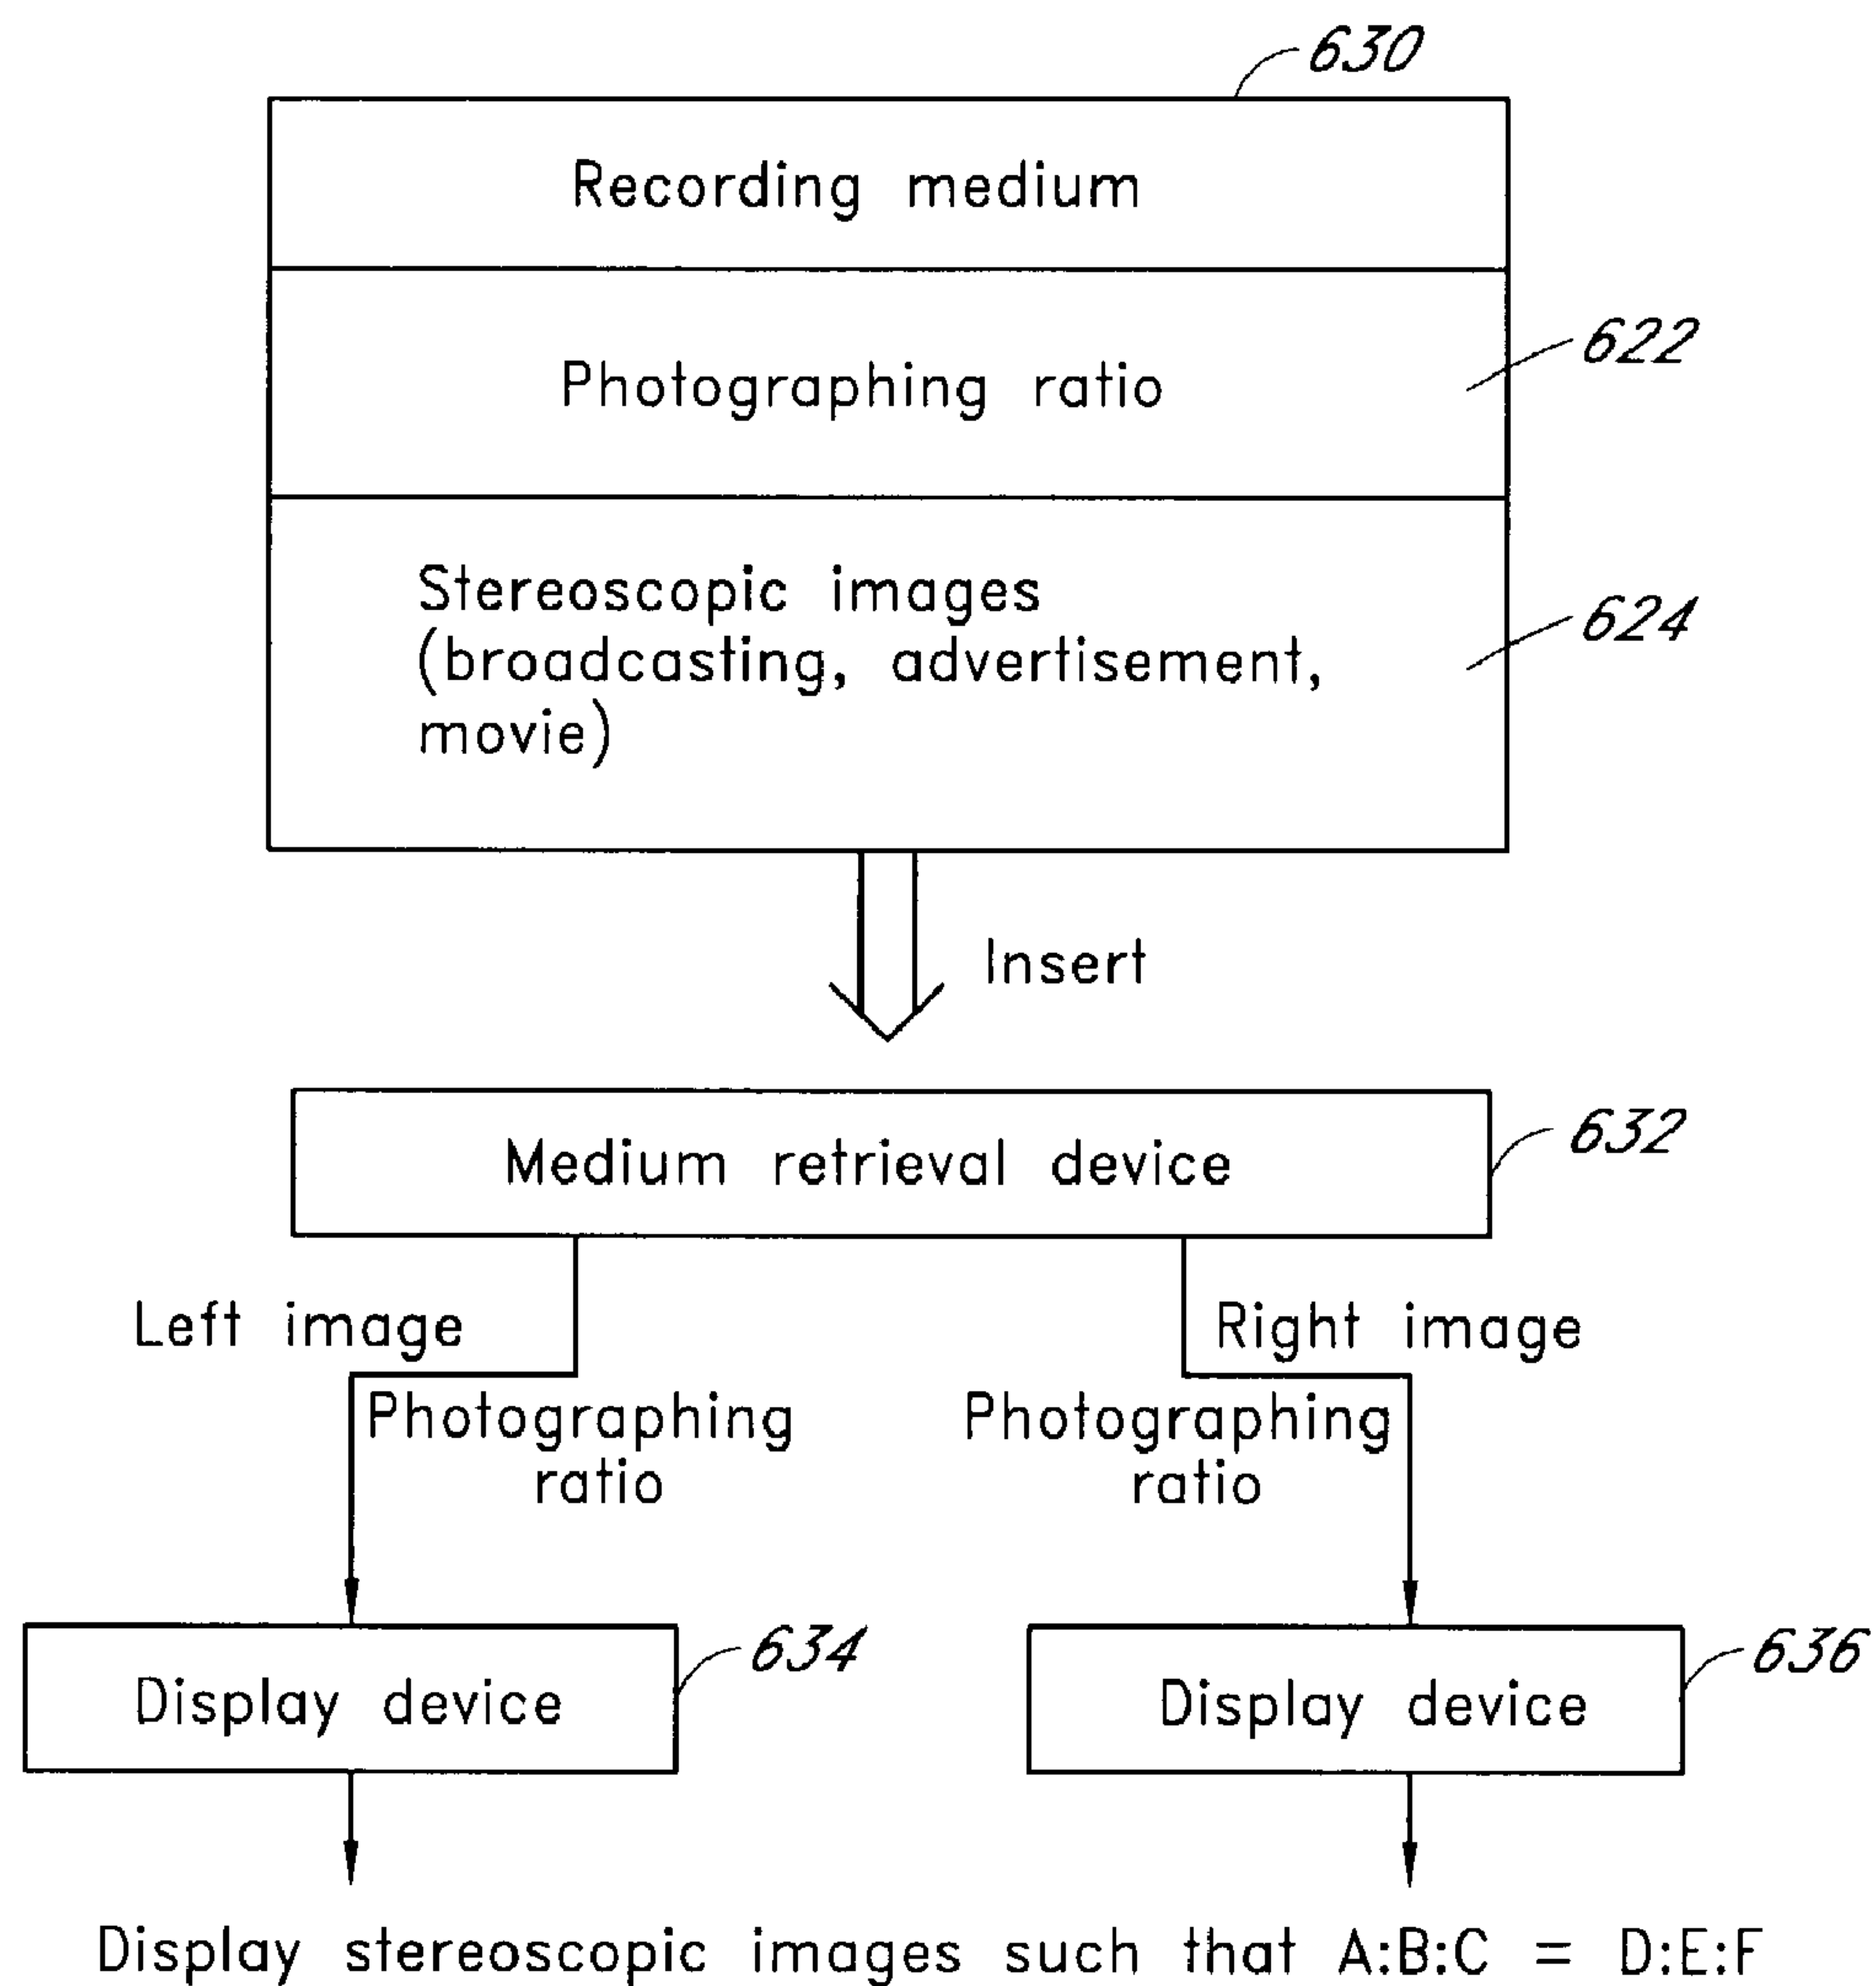 630
Recording medium
Photographing ratio
622
Stereoscopic images
(broadcasting, advertisement,
movie)
624
Insert
Medium retrieval device
632
Left image
Right image
Photographing
ratio
Photographing
ratio
Display device
634
Display device
636
Display stereoscopic images such that A:B:C = D:E:F